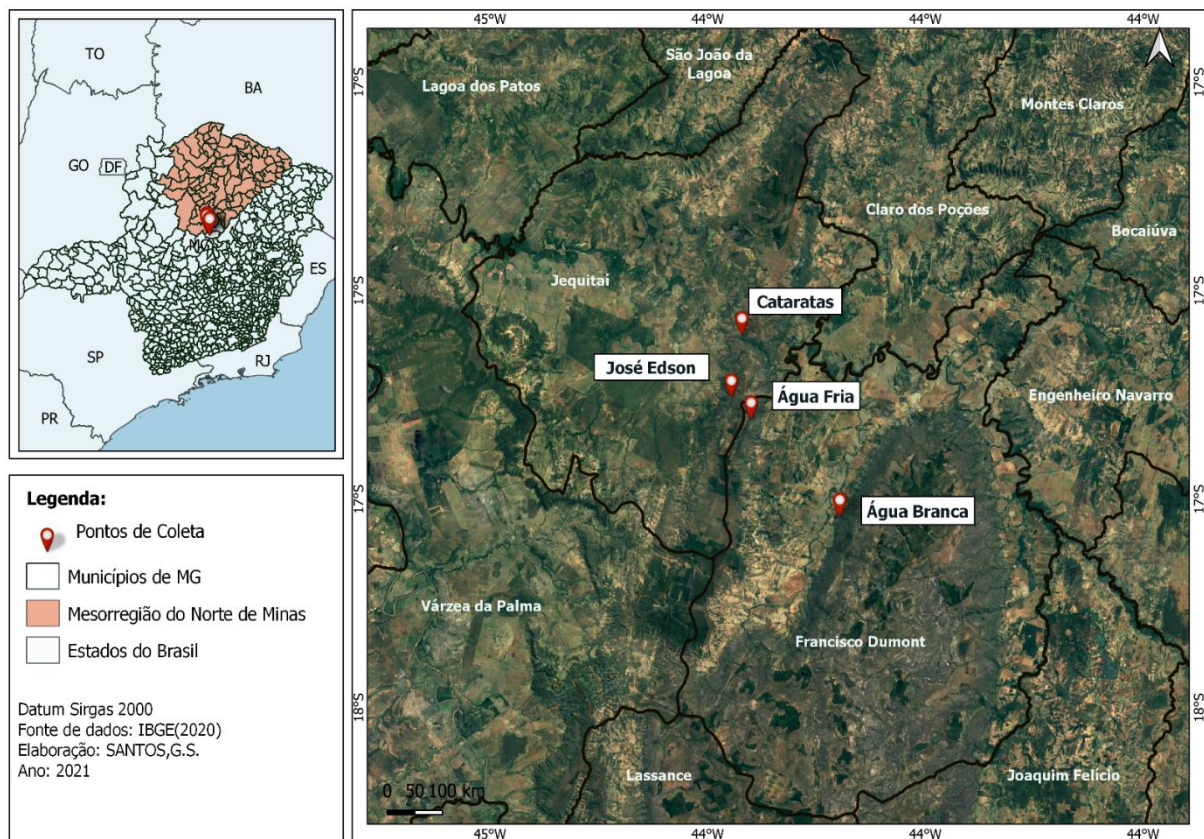 TO
BA
GO
DF
MG
ES
SP
RJ
PR
Legenda:
Pontos de Coleta
Municípios de MG
Mesorregião do Norte de Minas
Estados do Brasil
Datum Sirgas 2000
Fonte de dados: IBGE(2020)
Elaboração: SANTOS,G.S.
Ano: 2021
45°W
44°W
44°W
44°W
17°S
17°S
17°S
18°S
17°S
17°S
17°S
18°S
São João da
Lagoa
Lagoa dos Patos
Montes Claros
Claro dos Poções
Bocaiúva
Jequitaí
Cataratas
José Edson
Água Fria
Engenheiro Navarro
Água Branca
Várzea da Palma
Francisco Dumont
Lassance
Joaquim Felício
0 50 100 km
45°W
44°W
44°W
44°W